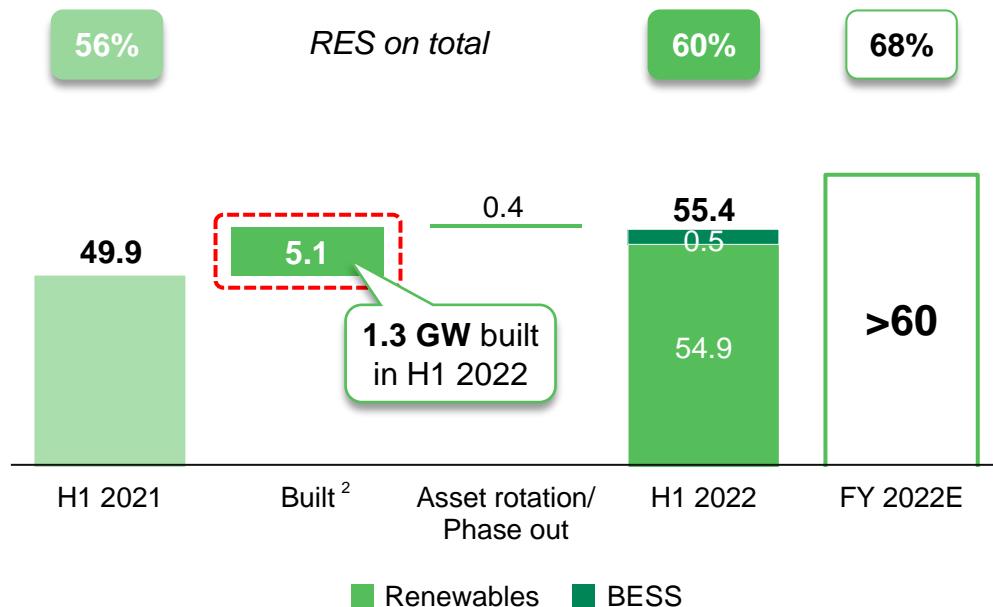 56%
RES on total
60%
68%
49.9
5.1
0.4
55.4
0.5
54.9
>60
1.3 GW built
in H1 2022
H1 2021
Built 2
Asset rotation/
Phase out
H1 2022
FY 2022E
Renewables
BESS